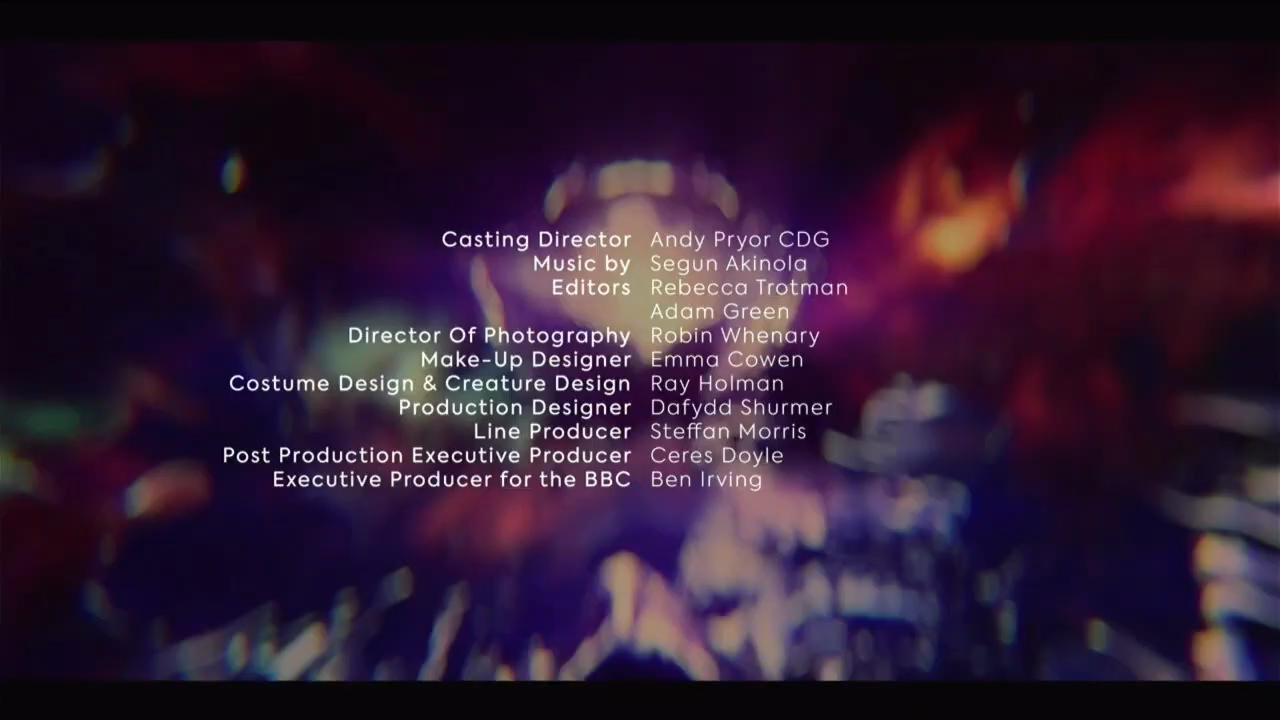 Casting Director Andy Pryor CDG
Music by Segun Akinola
Editors Rebecca Trotman
Adam Green
Director Of Photography Robin Whenary
Make-Up Designer Emma Cowen
Costume Design & Creature Design Ray Holman
Production Designer Dafydd Shurmer
Line Producer Steffan Morris
Post Production Executive Producer Ceres Doyle
Executive Producer for the BBC Ben Irving